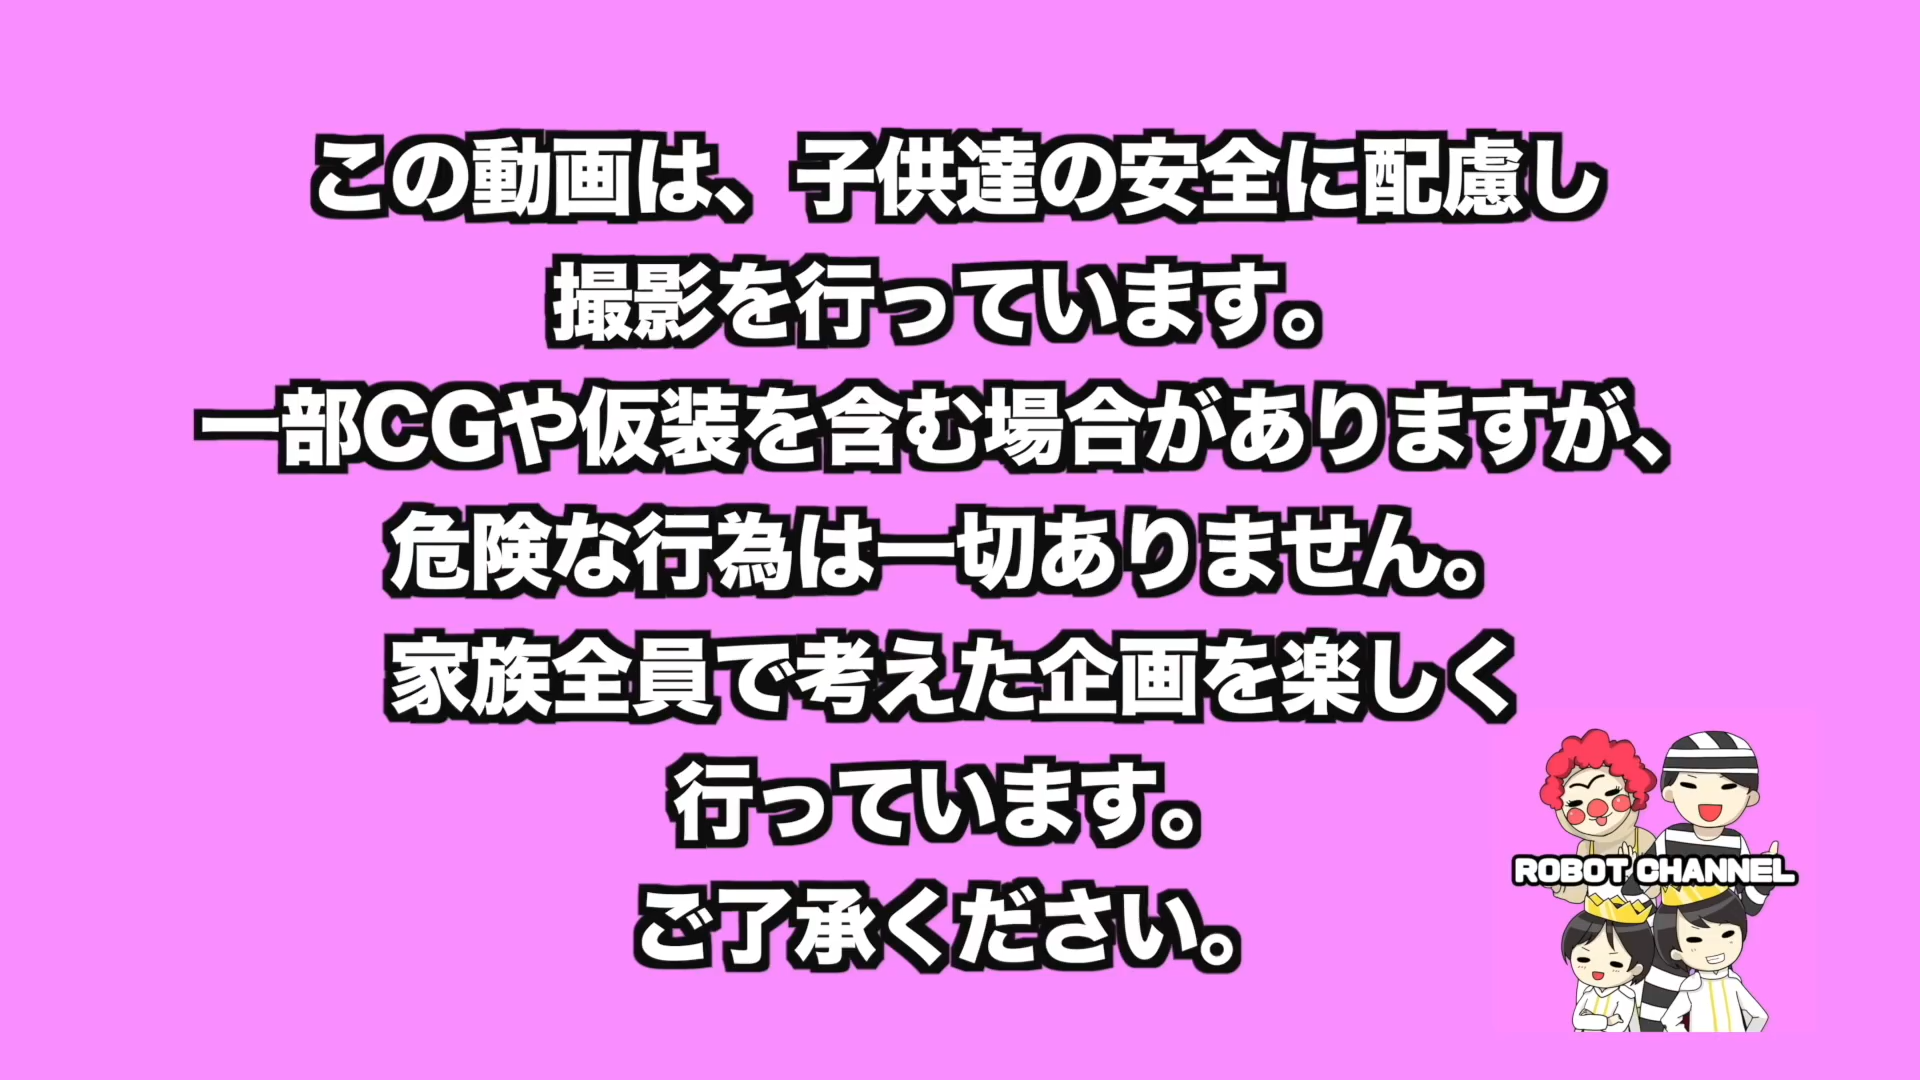 この動画は、子供達の安全に配慮し
撮影を行っています。
一部CGや仮装を含む場合がありますが、
危険な行為は一切ありません。
家族全員で考えた企画を楽しく
行っています。
ご了承ください。
ROBOT CHANNEL